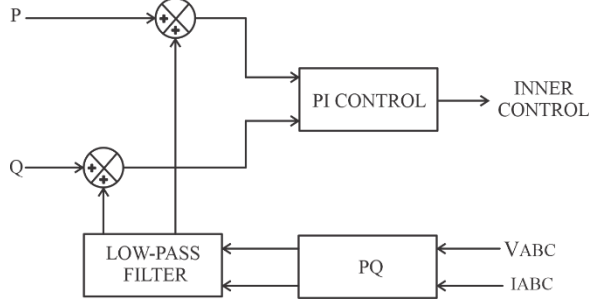 P
+
+
PI CONTROL
INNER
CONTROL
Q
+
+
LOW-PASS
FILTER
PQ
VABC
IABC